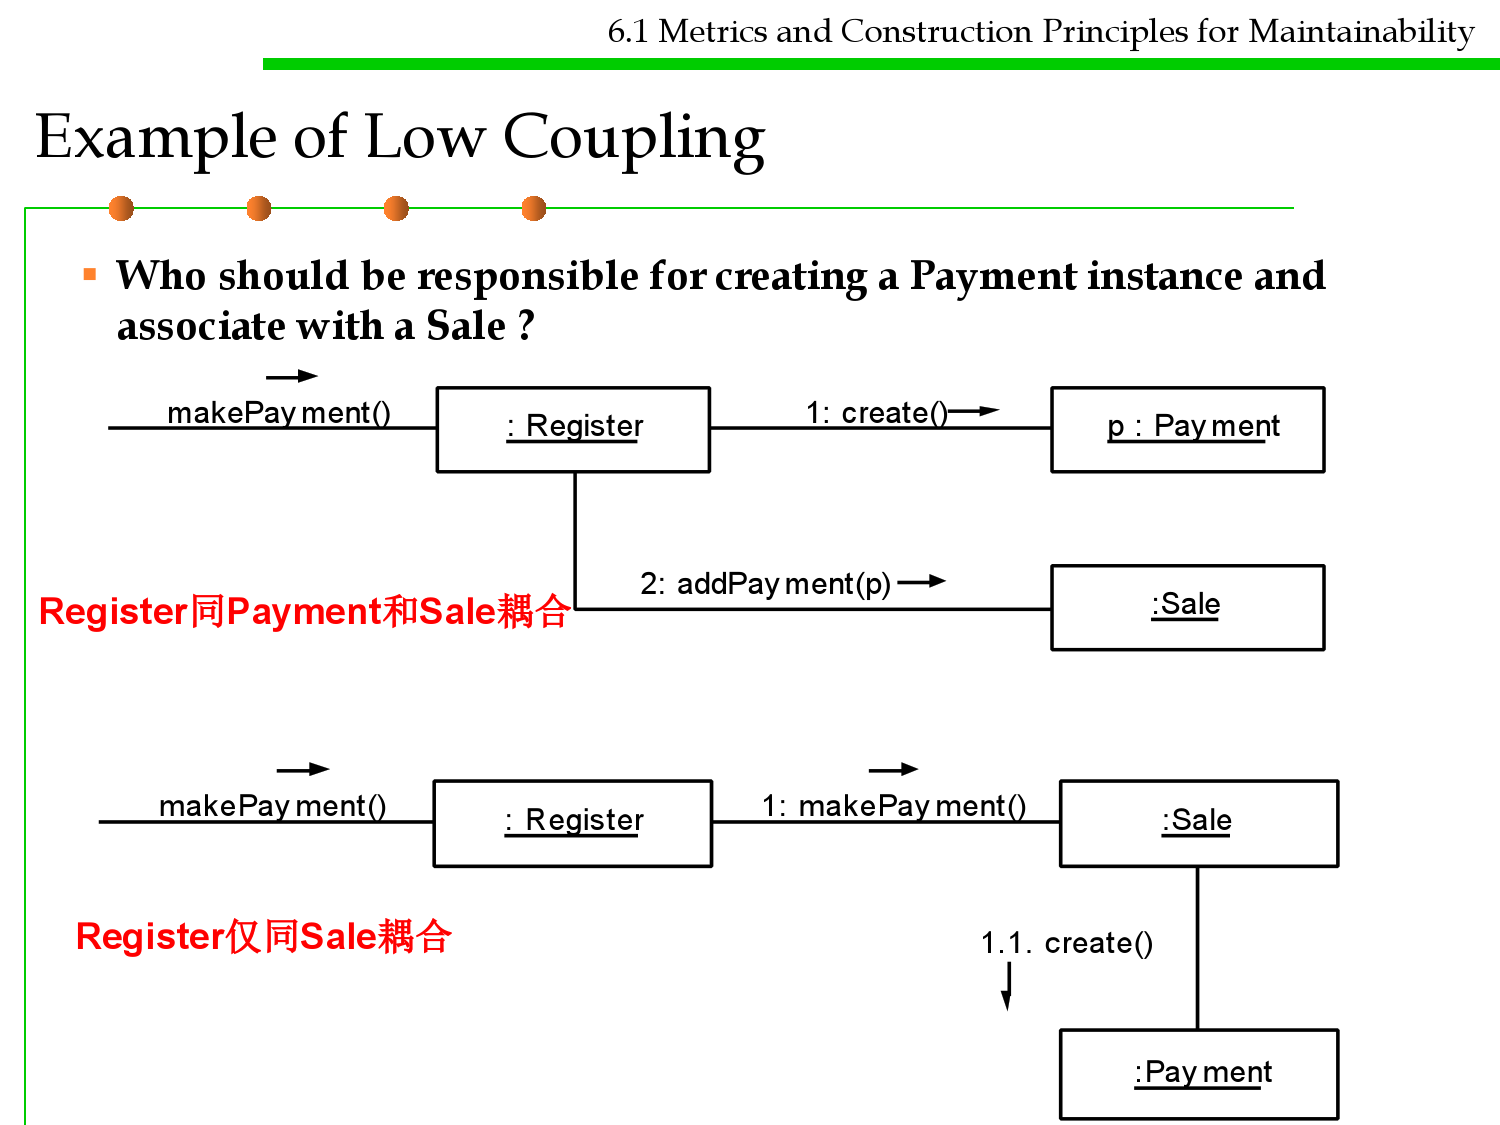 6.1 Metrics and Construction Principles for Maintainability
Example of Low Coupling
Who should be responsible for creating a Payment instance and
associate with a Sale ?
makePayment()
: Register
1: create()
p : Payment
2: addPayment(p)
:Sale
Register同Payment和Sale耦合
makePayment()
: Register
1: makePayment()
:Sale
Register仅同Sale耦合
1.1. create()
:Payment